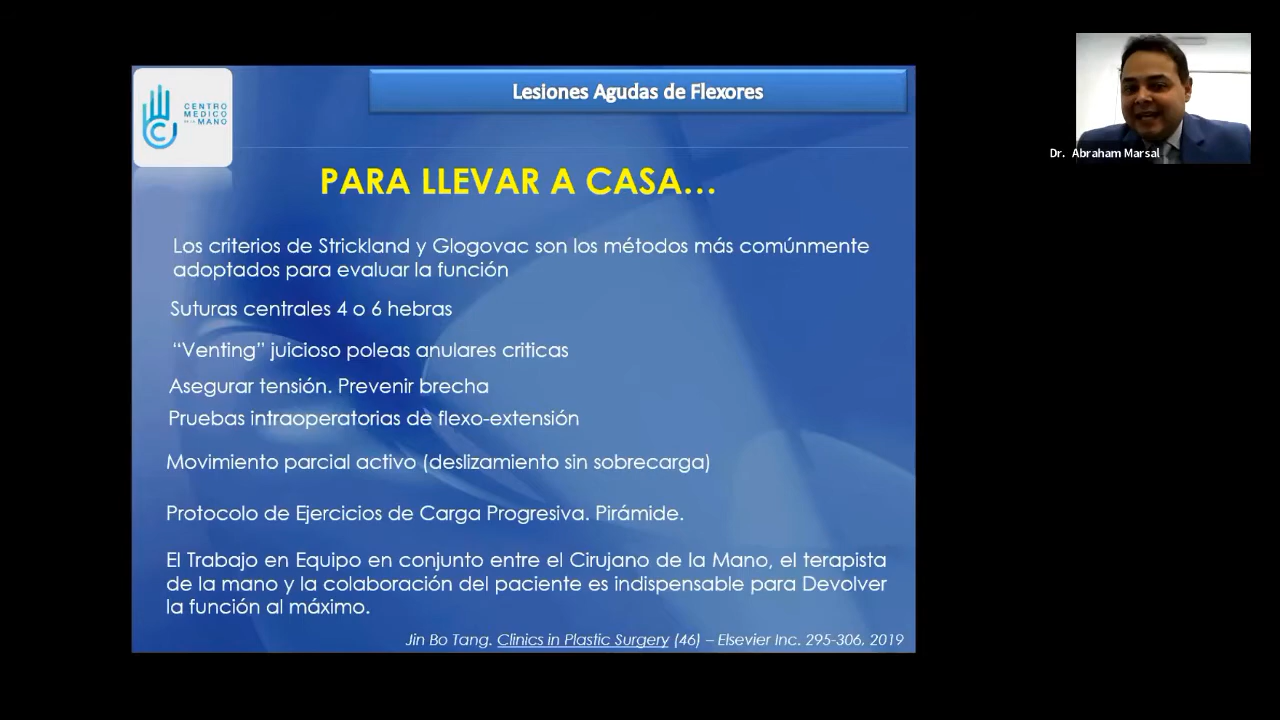 CENTRO
MEDICO
DE LA MANO
Lesiones Agudas de Flexores
PARA LLEVAR A CASA...
Dr. Abraham Marsal
Los criterios de Strickland y Glogovac son los métodos más comúnmente
adoptados para evaluar la función
Suturas centrales 4 o 6 hebras
“Venting” juicioso poleas anulares criticas
Asegurar tensión. Prevenir brecha
Pruebas intraoperatorias de flexo-extensión
Movimiento parcial activo (deslizamiento sin sobrecarga)
Protocolo de Ejercicios de Carga Progresiva. Pirámide.
El Trabajo en Equipo en conjunto entre el Cirujano de la Mano, el terapista
de la mano y la colaboración del paciente es indispensable para Devolver
la función al máximo.
Jin Bo Tang. Clinics in Plastic Surgery (46) – Elsevier Inc. 295-306, 2019